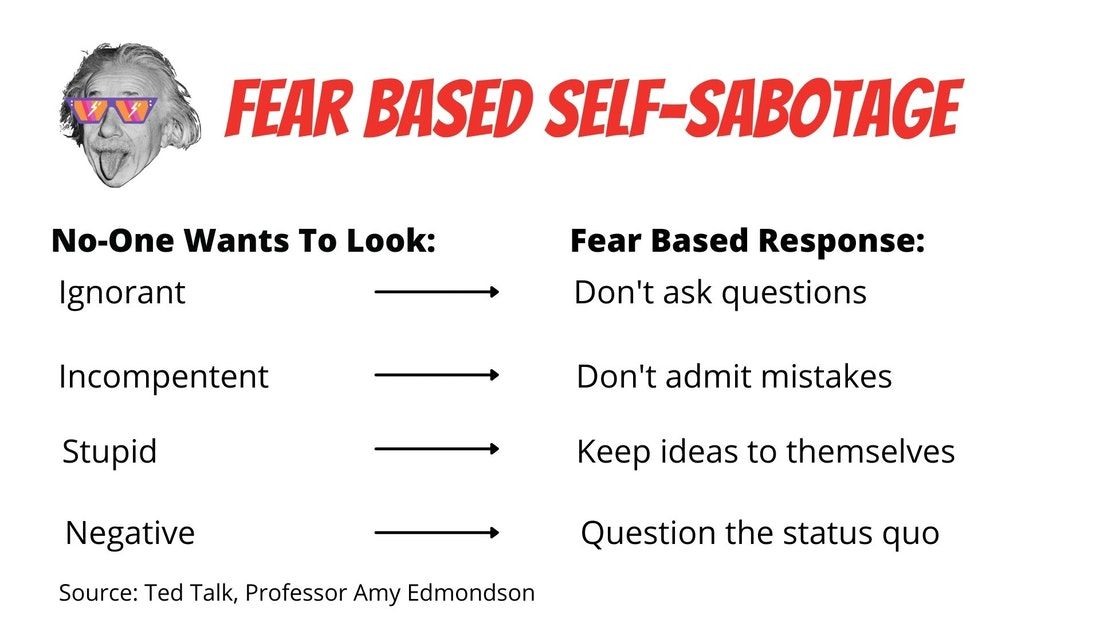 FEAR BASED SELF-SABOTAGE
No-One Wants To Look:
Fear Based Response:
Ignorant
Don't ask questions
Incompentent
Don't admit mistakes
Stupid
Keep ideas to themselves
Negative
Question the status quo
Source: Ted Talk, Professor Amy Edmondson